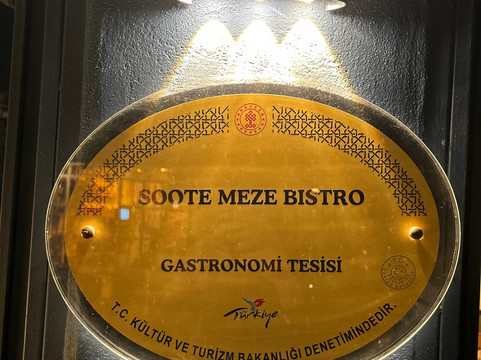 SOOTE MEZE BISTRO
GASTRONOMİ TESİSİ
Türkiye
T.C. KÜLTÜR VE TURİZM BAKANLIĞI DENETİMİNDEDİR.